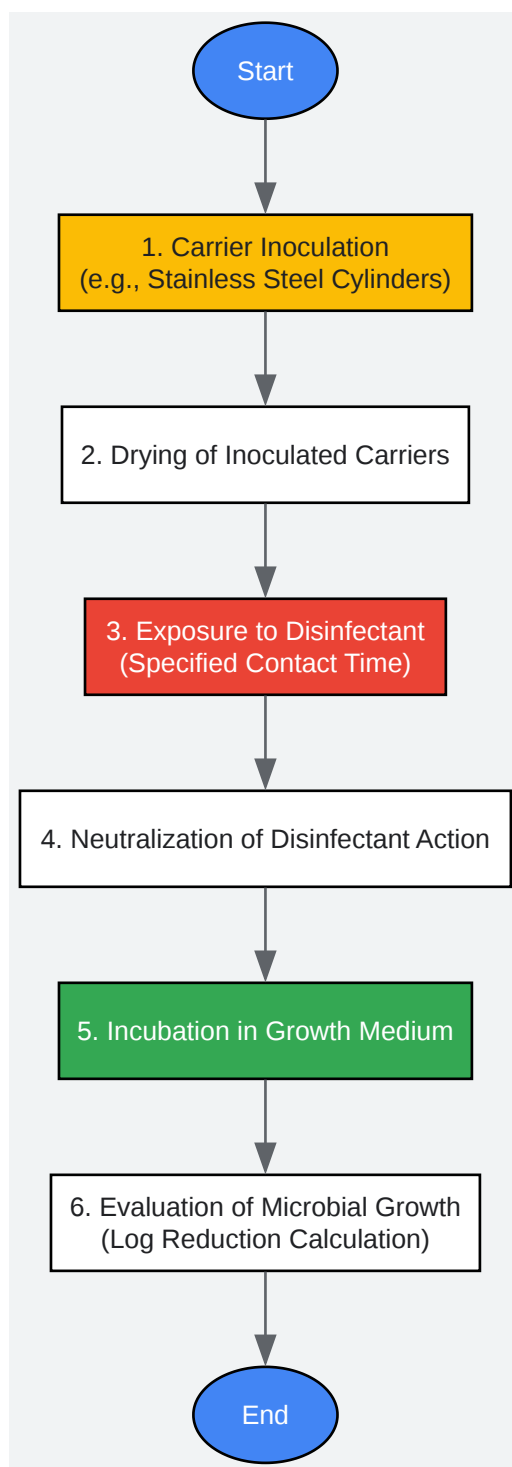 Start
1. Carrier Inoculation
(e.g., Stainless Steel Cylinders)
2. Drying of Inoculated Carriers
3. Exposure to Disinfectant
(Specified Contact Time)
4. Neutralization of Disinfectant Action
5. Incubation in Growth Medium
6. Evaluation of Microbial Growth
(Log Reduction Calculation)
End